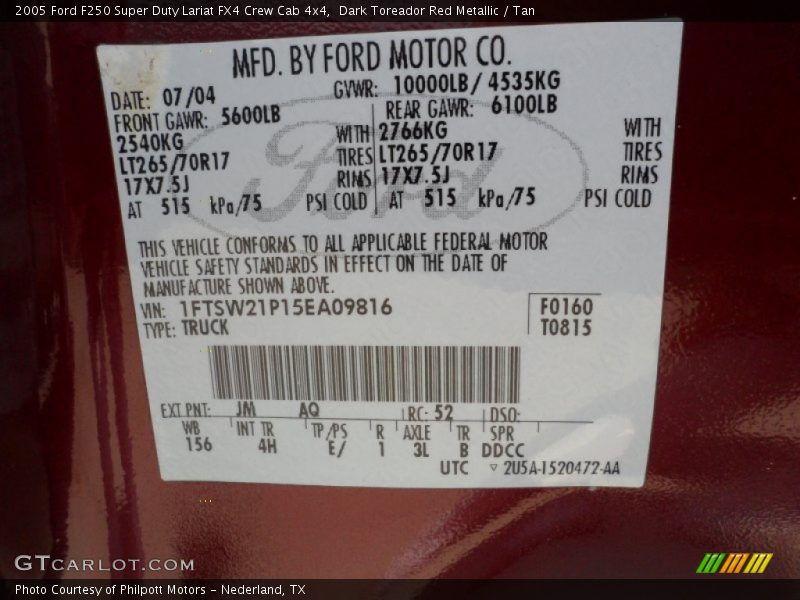 2005 Ford F250 Super Duty Lariat FX4 Crew Cab 4x4,  Dark Toreador Red Metallic / Tan
MFD. BY FORD MOTOR CO.
DATE: 07/04 GVWR: 10000LB/ 4535KG
FRONT GAWR: 5600LB REAR GAWR: 6100LB
2540KG WITH 2766KG WITH
LT265/70R17 TIRES LT265/70R17 TIRES
17X7.5J RIMS 17X7.5J RIMS
AT 515 kPa/75 PSI COLD AT 515 kPa/75 PSI COLD
Ford
THIS VEHICLE CONFORMS TO ALL APPLICABLE FEDERAL MOTOR
VEHICLE SAFETY STANDARDS IN EFFECT ON THE DATE OF
MANUFACTURE SHOWN ABOVE.
VIN: 1FTSW21P15EA09816 F0160
TYPE: TRUCK T0815
EXT PNT: JM AQ RC: 52 DSO:
WB INT TR TP/PS R AXLE TR SPR
156 4H E/ 1 3L B DDCC
UTC ▽ 2U5A-1520472-AA
GTCARLOT.COM
Photo Courtesy of Philpott Motors - Nederland, TX